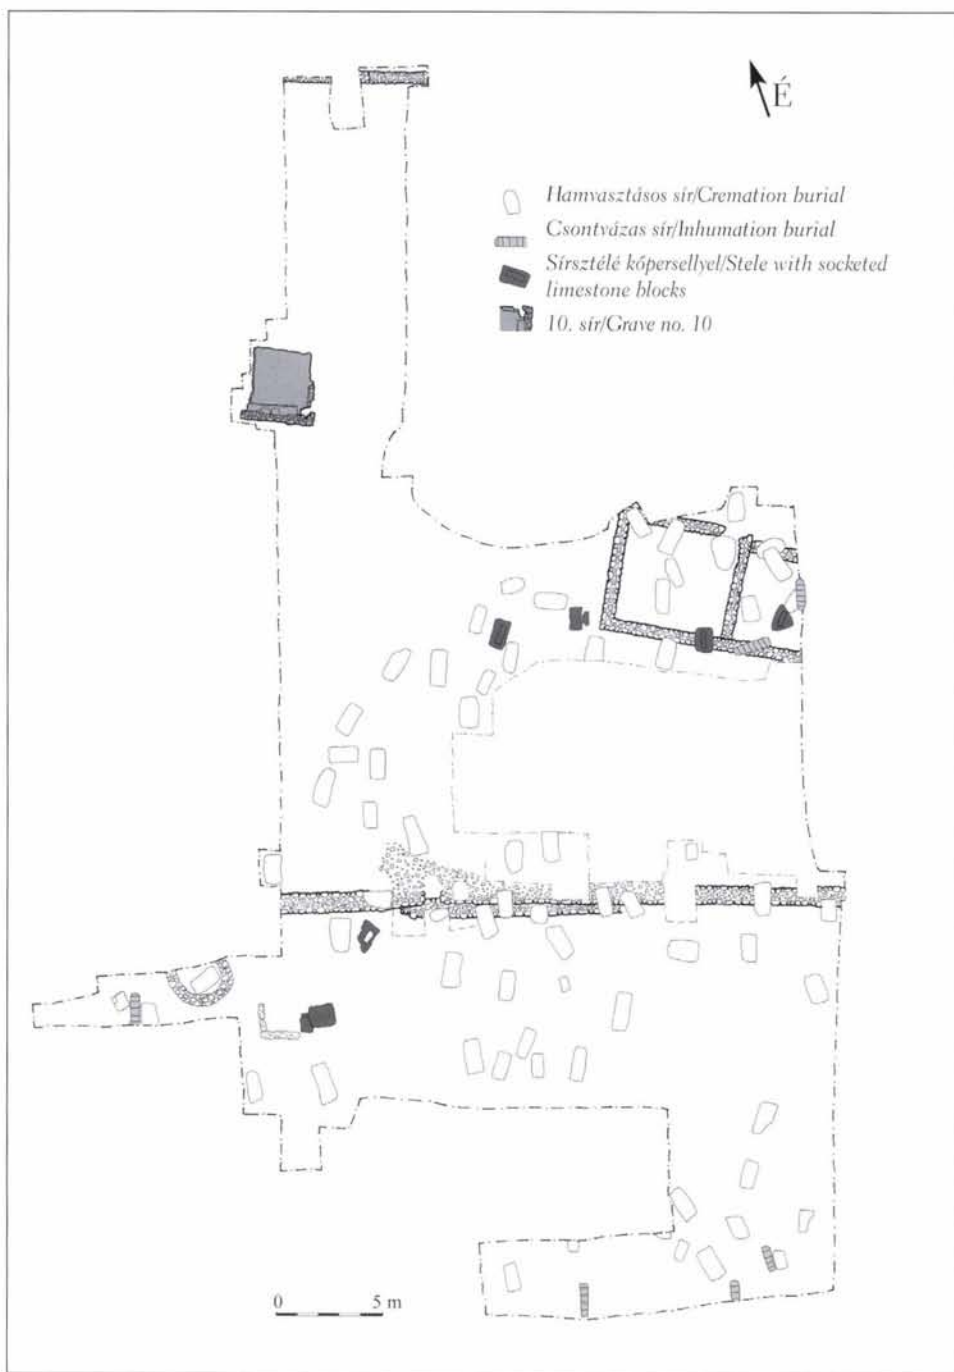 É
Hamvasztásos sír/Cremation burial
Csontvázas sír/Inhumation burial
Sírsztélé kőpersellyel/Stele with socketed
limestone blocks
10. sír/Grave no. 10
0 5 m